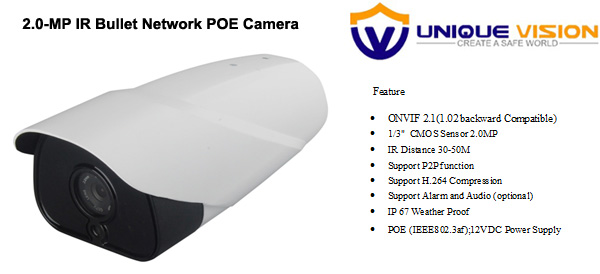 2.0-MP IR Bullet Network POE Camera
UNIQUE VISION
CREATE A SAFE WORLD
Feature
• ONVIF 2.1(1.02 backward Compatible)
• 1/3" CMOS Sensor 2.0MP
• IR Distance 30-50M
• Support P2P function
• Support H.264 Compression
• Support Alarm and Audio (optional)
• IP 67 Weather Proof
• POE (IEEE802.3af);12VDC Power Supply